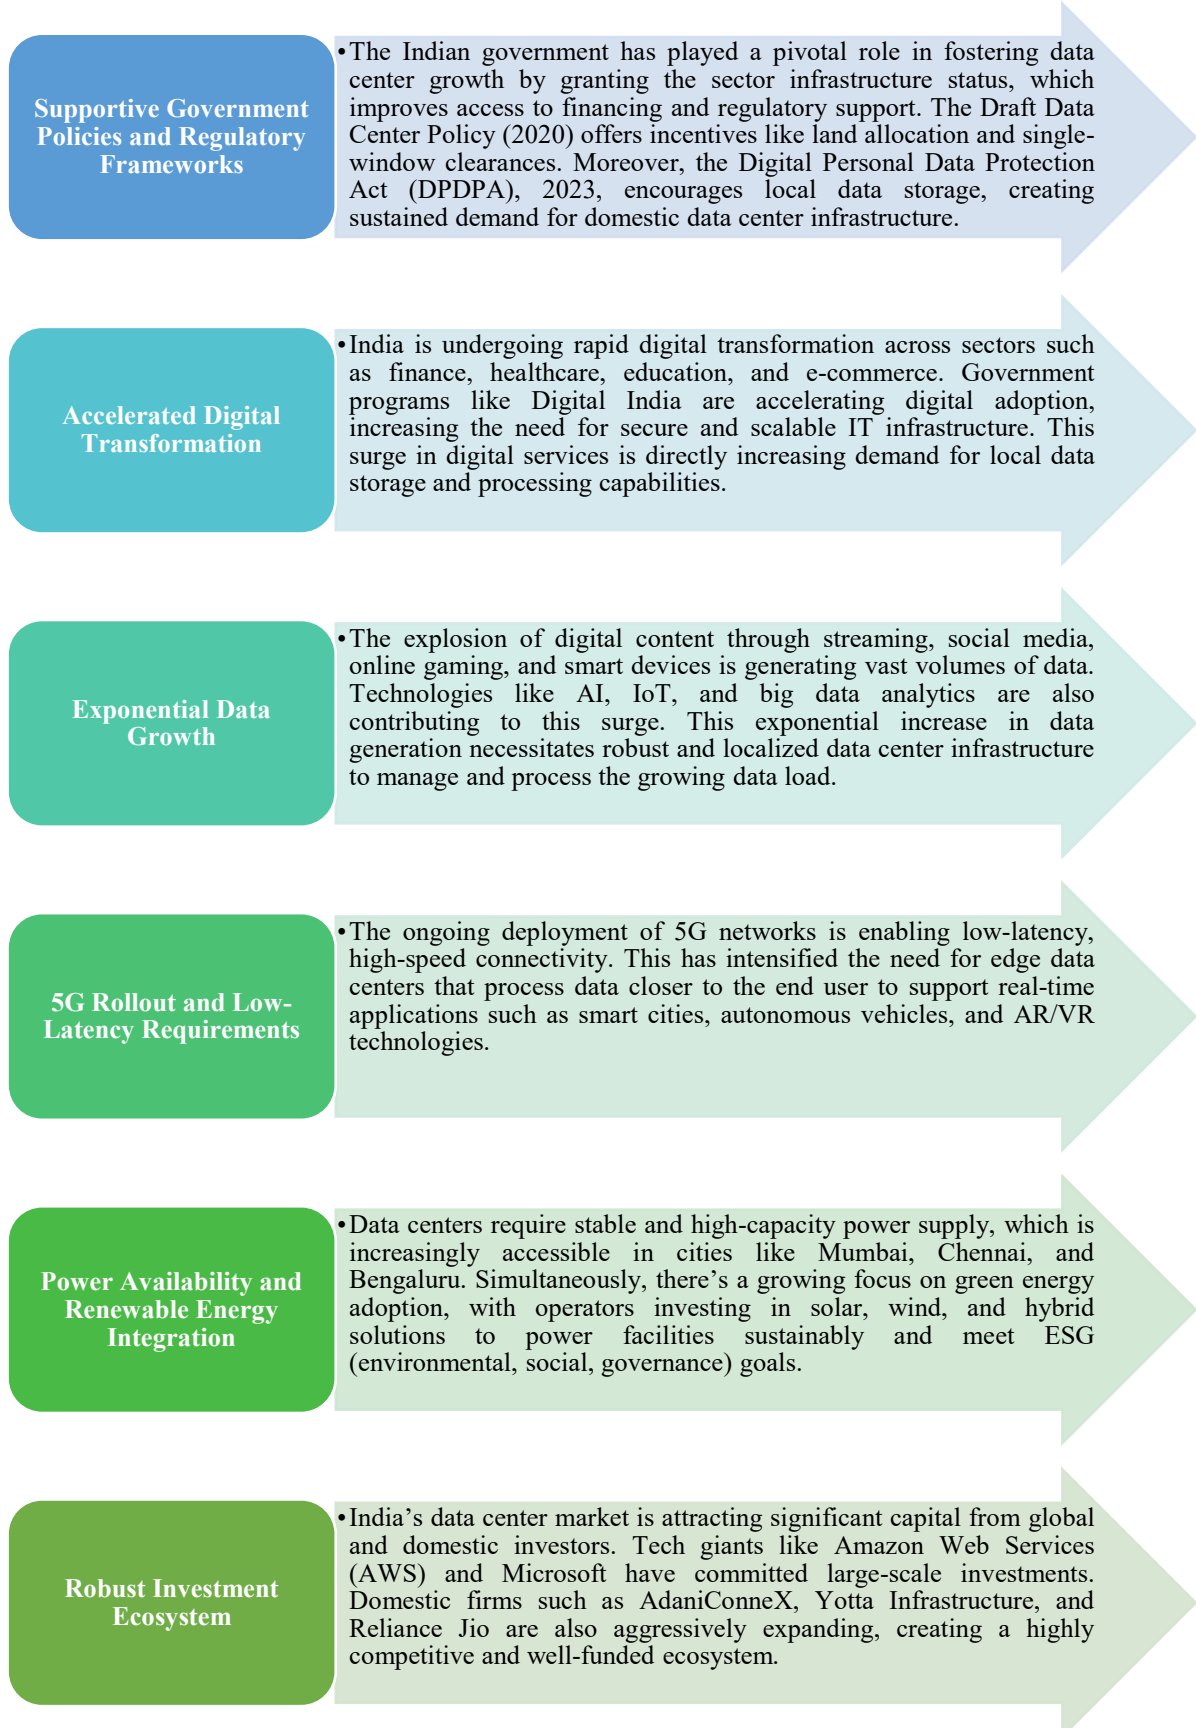 Supportive Government
Policies and Regulatory
Frameworks
•The Indian government has played a pivotal role in fostering data
center growth by granting the sector infrastructure status, which
improves access to financing and regulatory support. The Draft Data
Center Policy (2020) offers incentives like land allocation and single-
window clearances. Moreover, the Digital Personal Data Protection
Act (DPDPA), 2023, encourages local data storage, creating
sustained demand for domestic data center infrastructure.
Accelerated Digital
Transformation
•India is undergoing rapid digital transformation across sectors such
as finance, healthcare, education, and e-commerce. Government
programs like Digital India are accelerating digital adoption,
increasing the need for secure and scalable IT infrastructure. This
surge in digital services is directly increasing demand for local data
storage and processing capabilities.
Exponential Data
Growth
•The explosion of digital content through streaming, social media,
online gaming, and smart devices is generating vast volumes of data.
Technologies like AI, IoT, and big data analytics are also
contributing to this surge. This exponential increase in data
generation necessitates robust and localized data center infrastructure
to manage and process the growing data load.
5G Rollout and Low-
Latency Requirements
•The ongoing deployment of 5G networks is enabling low-latency,
high-speed connectivity. This has intensified the need for edge data
centers that process data closer to the end user to support real-time
applications such as smart cities, autonomous vehicles, and AR/VR
technologies.
Power Availability and
Renewable Energy
Integration
•Data centers require stable and high-capacity power supply, which is
increasingly accessible in cities like Mumbai, Chennai, and
Bengaluru. Simultaneously, there’s a growing focus on green energy
adoption, with operators investing in solar, wind, and hybrid
solutions to power facilities sustainably and meet ESG
(environmental, social, governance) goals.
Robust Investment
Ecosystem
•India’s data center market is attracting significant capital from global
and domestic investors. Tech giants like Amazon Web Services
(AWS) and Microsoft have committed large-scale investments.
Domestic firms such as AdaniConneX, Yotta Infrastructure, and
Reliance Jio are also aggressively expanding, creating a highly
competitive and well-funded ecosystem.